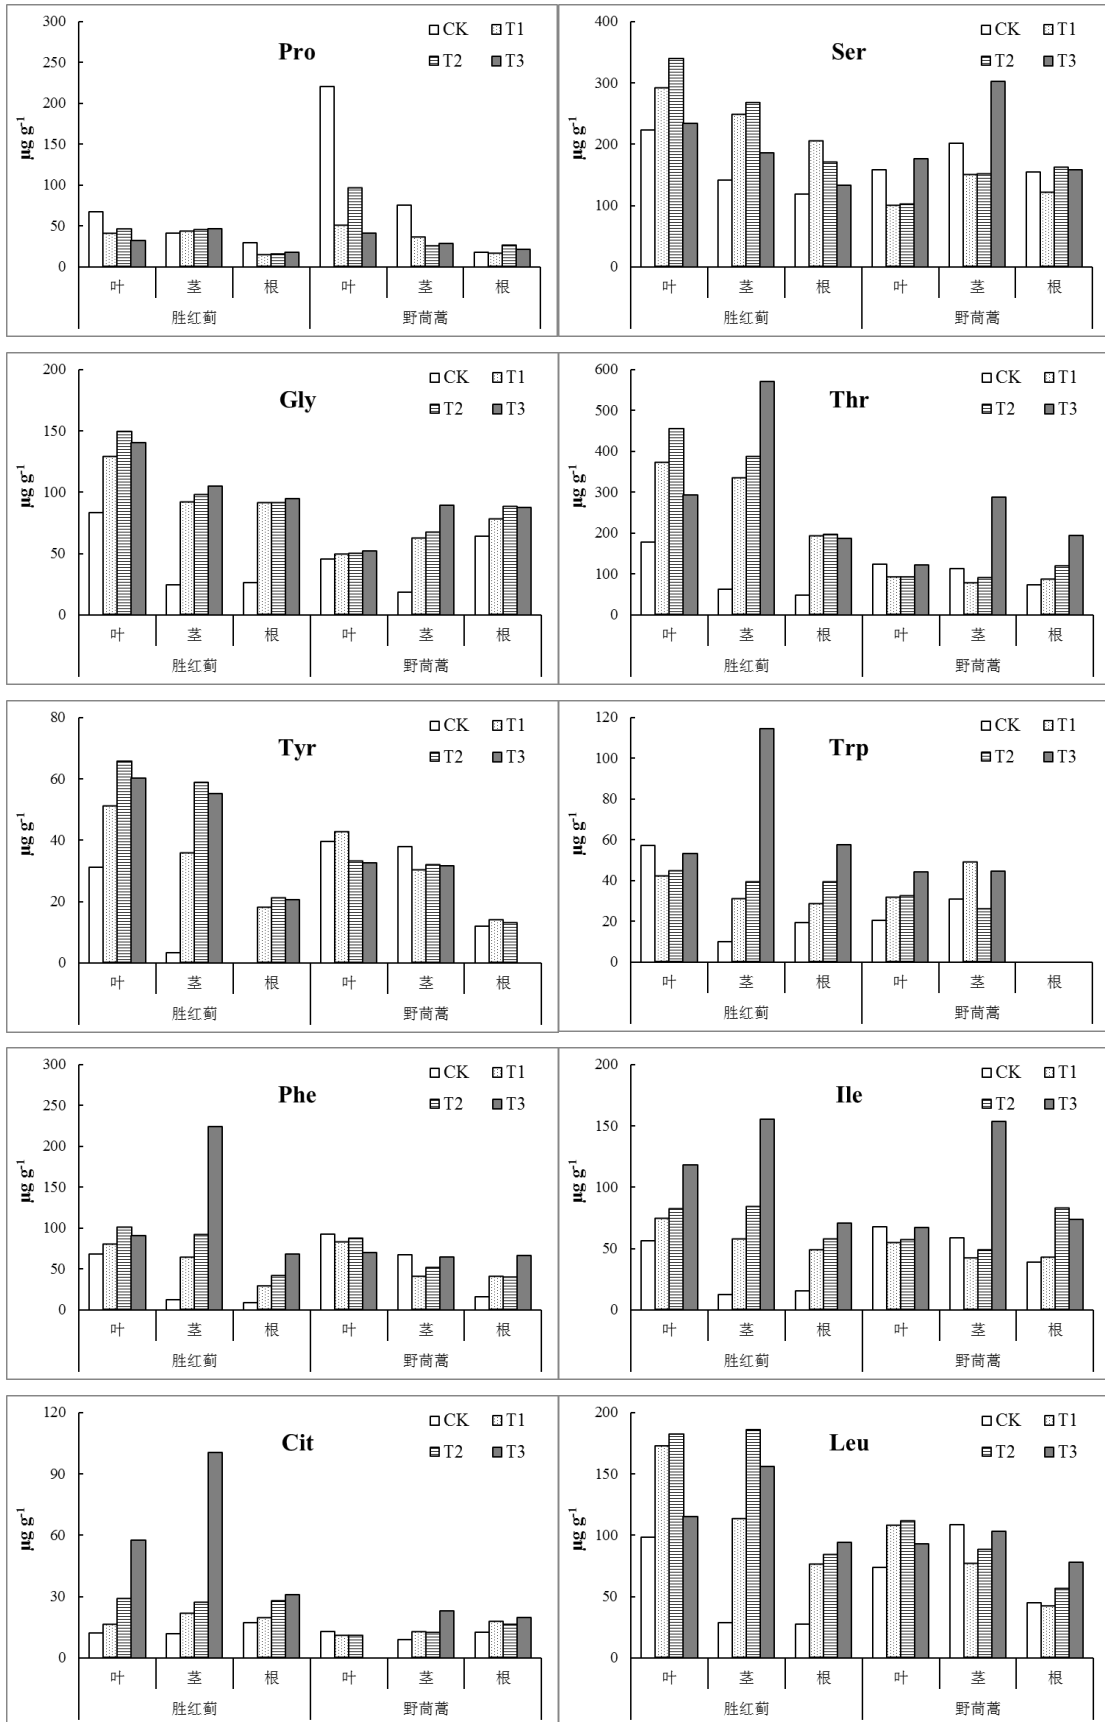 Pro
CK T1
T2 T3
µg g-1
300
250
200
150
100
50
0
叶 茎 根 叶 茎 根
胜红蓟 野茼蒿
Ser
CK T1
T2 T3
µg g-1
400
300
200
100
0
叶 茎 根 叶 茎 根
胜红蓟 野茼蒿
Gly
CK T1
T2 T3
µg g-1
200
150
100
50
0
叶 茎 根 叶 茎 根
胜红蓟 野茼蒿
Thr
CK T1
T2 T3
µg g-1
600
500
400
300
200
100
0
叶 茎 根 叶 茎 根
胜红蓟 野茼蒿
Tyr
CK T1
T2 T3
µg g-1
80
60
40
20
0
叶 茎 根 叶 茎 根
胜红蓟 野茼蒿
Trp
CK T1
T2 T3
µg g-1
120
100
80
60
40
20
0
叶 茎 根 叶 茎 根
胜红蓟 野茼蒿
Phe
CK T1
T2 T3
µg g-1
300
250
200
150
100
50
0
叶 茎 根 叶 茎 根
胜红蓟 野茼蒿
Ile
CK T1
T2 T3
µg g-1
200
150
100
50
0
叶 茎 根 叶 茎 根
胜红蓟 野茼蒿
Cit
CK T1
T2 T3
µg g-1
120
90
60
30
0
叶 茎 根 叶 茎 根
胜红蓟 野茼蒿
Leu
CK T1
T2 T3
µg g-1
200
150
100
50
0
叶 茎 根 叶 茎 根
胜红蓟 野茼蒿